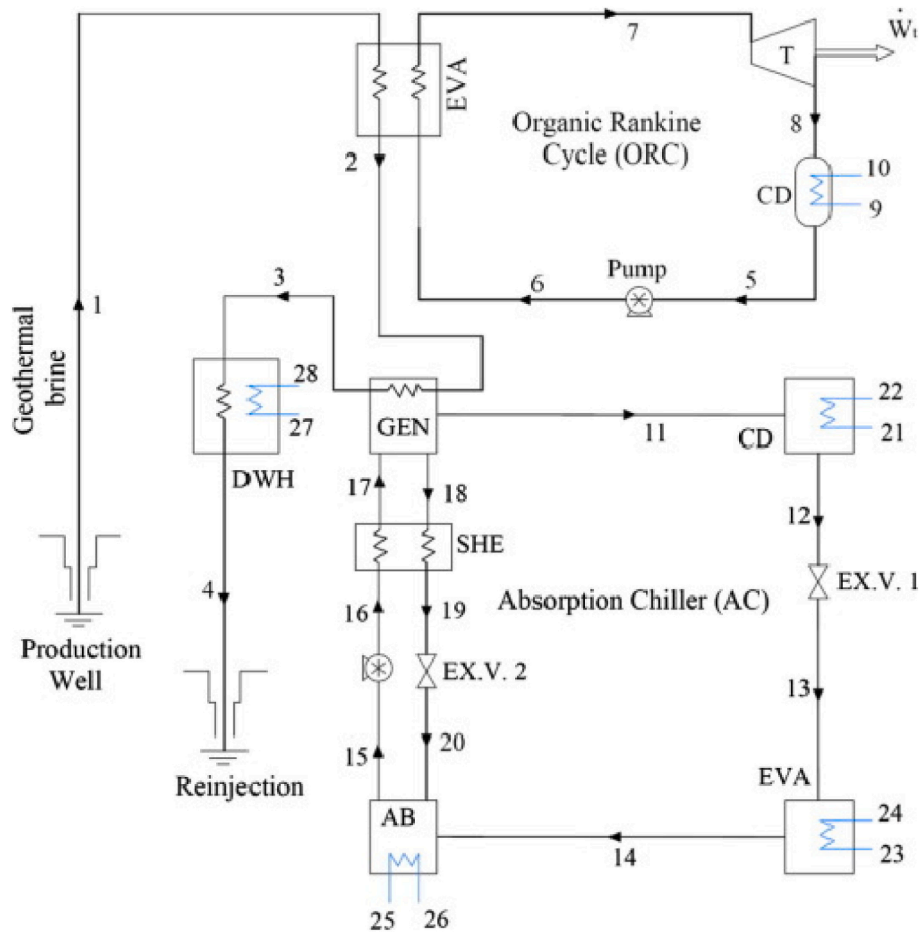 7
Ẇt
T
EVA
Organic Rankine
Cycle (ORC)
8
2
10
CD
9
Pump
3
6
5
1
Geothermal
brine
28
27
GEN
22
11
CD
21
DWH
17
18
12
SHE
EX.V. 1
4
16
19
Absorption Chiller (AC)
Production
Well
EX.V. 2
13
15
20
Reinjection
EVA
AB
24
14
23
25
26